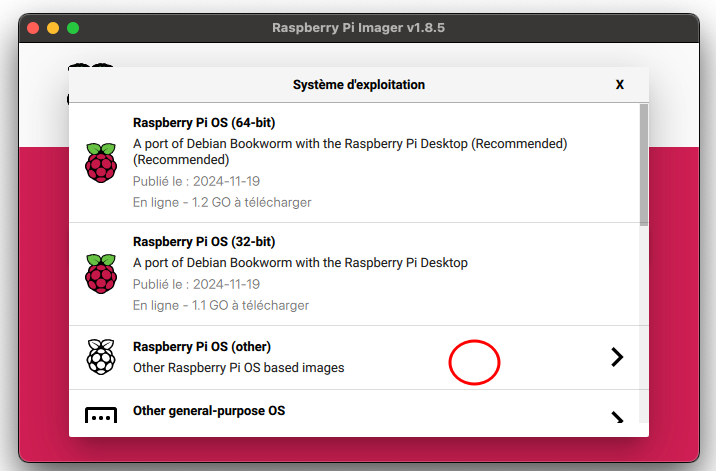 Raspberry Pi Imager v1.8.5
Système d'exploitation
X
Raspberry Pi OS (64-bit)
A port of Debian Bookworm with the Raspberry Pi Desktop (Recommended)
(Recommended)
Publié le : 2024-11-19
En ligne - 1.2 GO à télécharger
Raspberry Pi OS (32-bit)
A port of Debian Bookworm with the Raspberry Pi Desktop
Publié le : 2024-11-19
En ligne - 1.1 GO à télécharger
Raspberry Pi OS (other)
Other Raspberry Pi OS based images
Other general-purpose OS